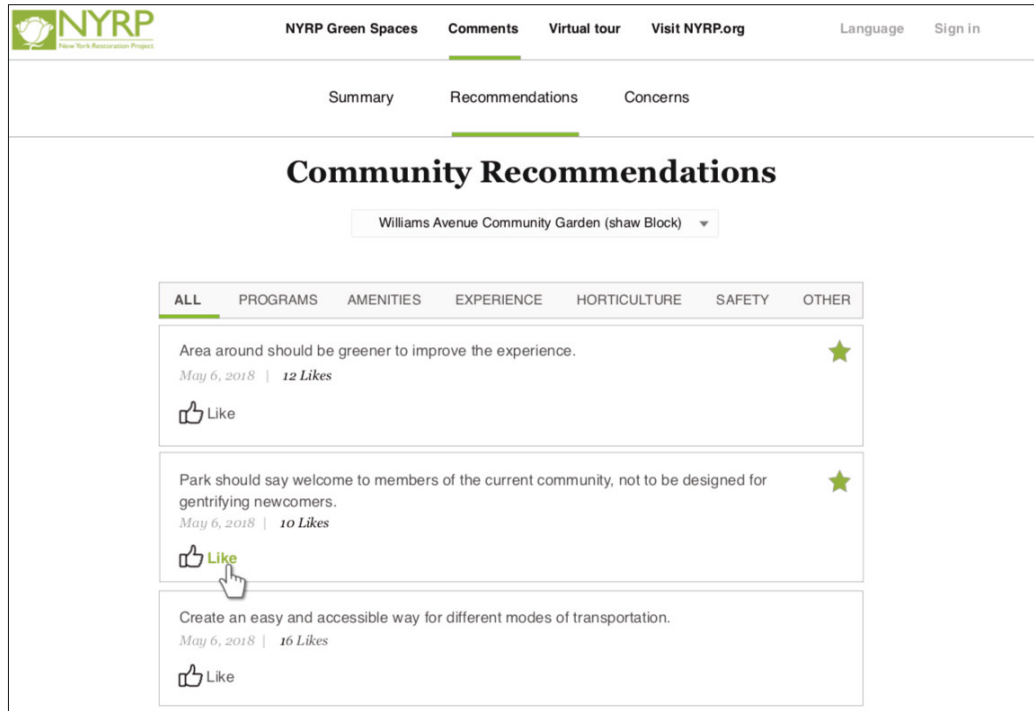 NYRP
New York Restoration Project
NYRP Green Spaces Comments Virtual tour Visit NYRP.org Language Sign in
Summary Recommendations Concerns
Community Recommendations
Williams Avenue Community Garden (shaw Block)
ALL PROGRAMS AMENITIES EXPERIENCE HORTICULTURE SAFETY OTHER
Area around should be greener to improve the experience.
May 6, 2018 | 12 Likes
Like
Park should say welcome to members of the current community, not to be designed for
gentrifying newcomers.
May 6, 2018 | 10 Likes
Like
Create an easy and accessible way for different modes of transportation.
May 6, 2018 | 16 Likes
Like